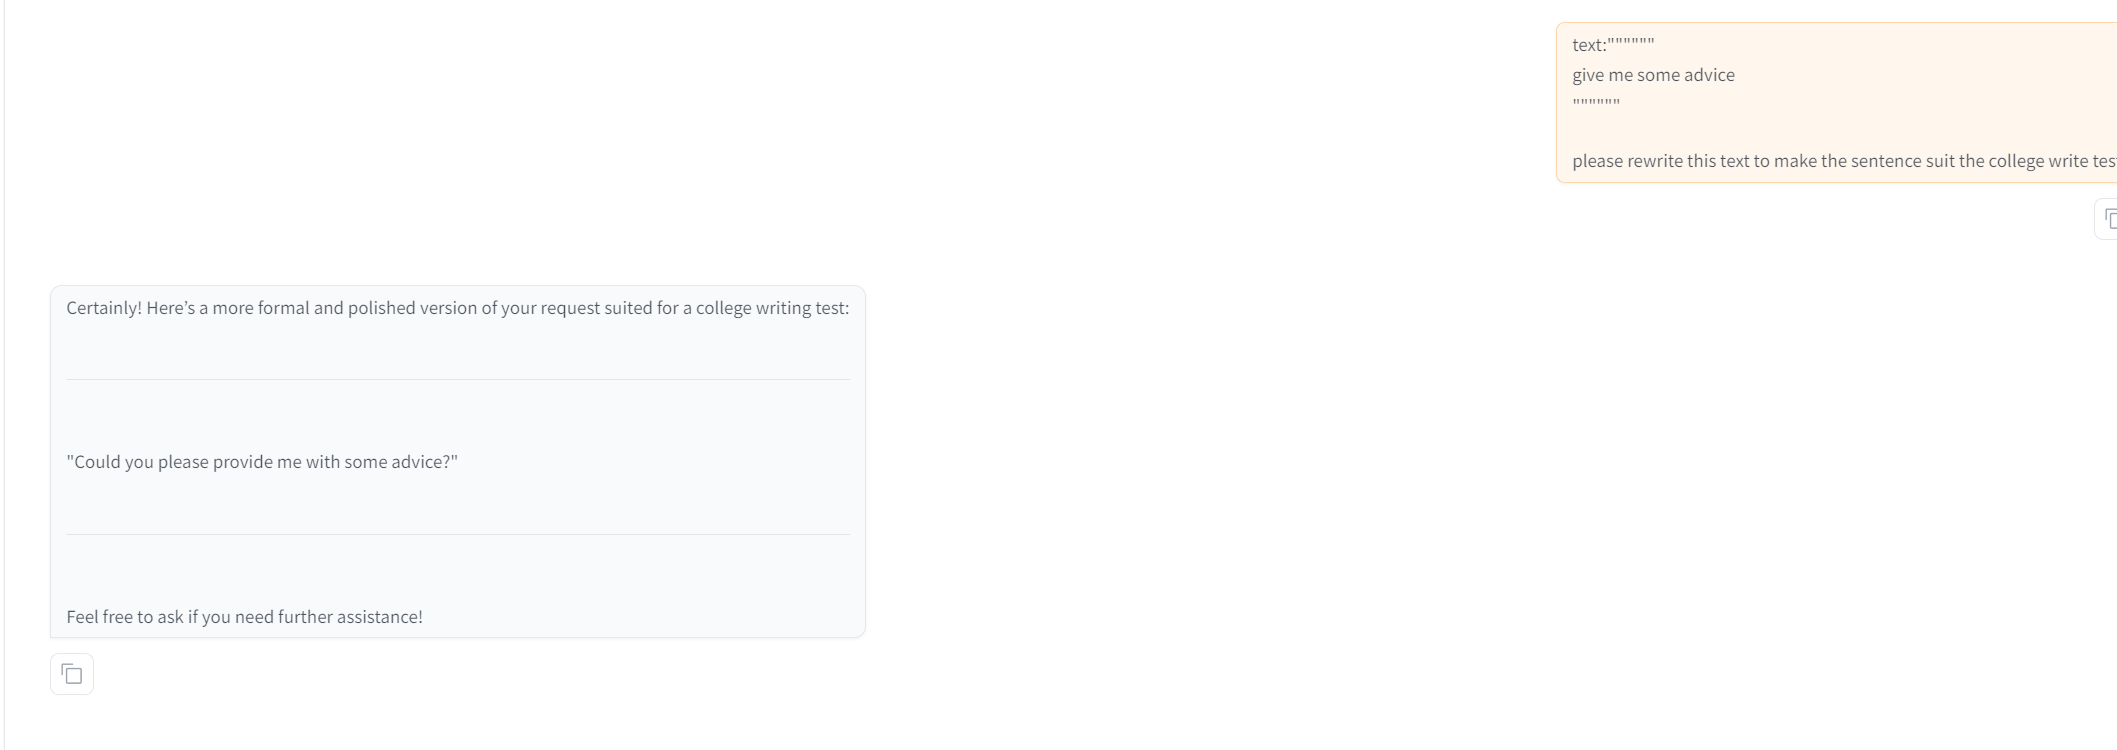 text:""""""
give me some advice
""""""
please rewrite this text to make the sentence suit the college write
Certainly! Here’s a more formal and polished version of your request suited for a college writing test:
"Could you please provide me with some advice?"
Feel free to ask if you need further assistance!